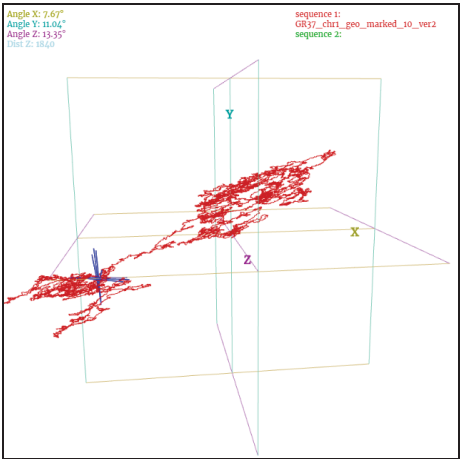 Angle X: 7.67°
Angle Y: 11.04°
Angle Z: 13.35°
Dist Z: 1840
sequence 1:
GR37_chr1_geo_marked_10_ver2
sequence 2:
Y
X
Z